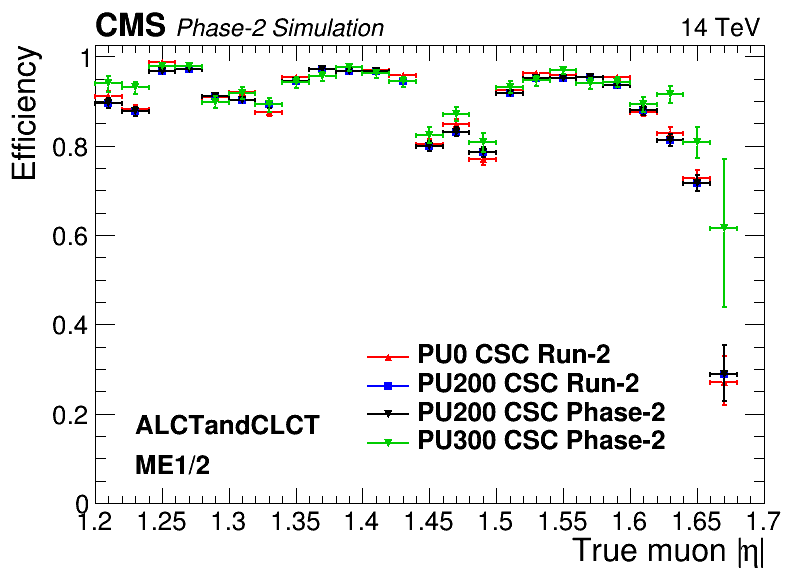 CMS Phase-2 Simulation 14 TeV
Efficiency
1
0.8
0.6
0.4
0.2
0
PU0 CSC Run-2
PU200 CSC Run-2
PU200 CSC Phase-2
PU300 CSC Phase-2
ALCTandCLCT
ME1/2
1.2 1.25 1.3 1.35 1.4 1.45 1.5 1.55 1.6 1.65 1.7
True muon |η|